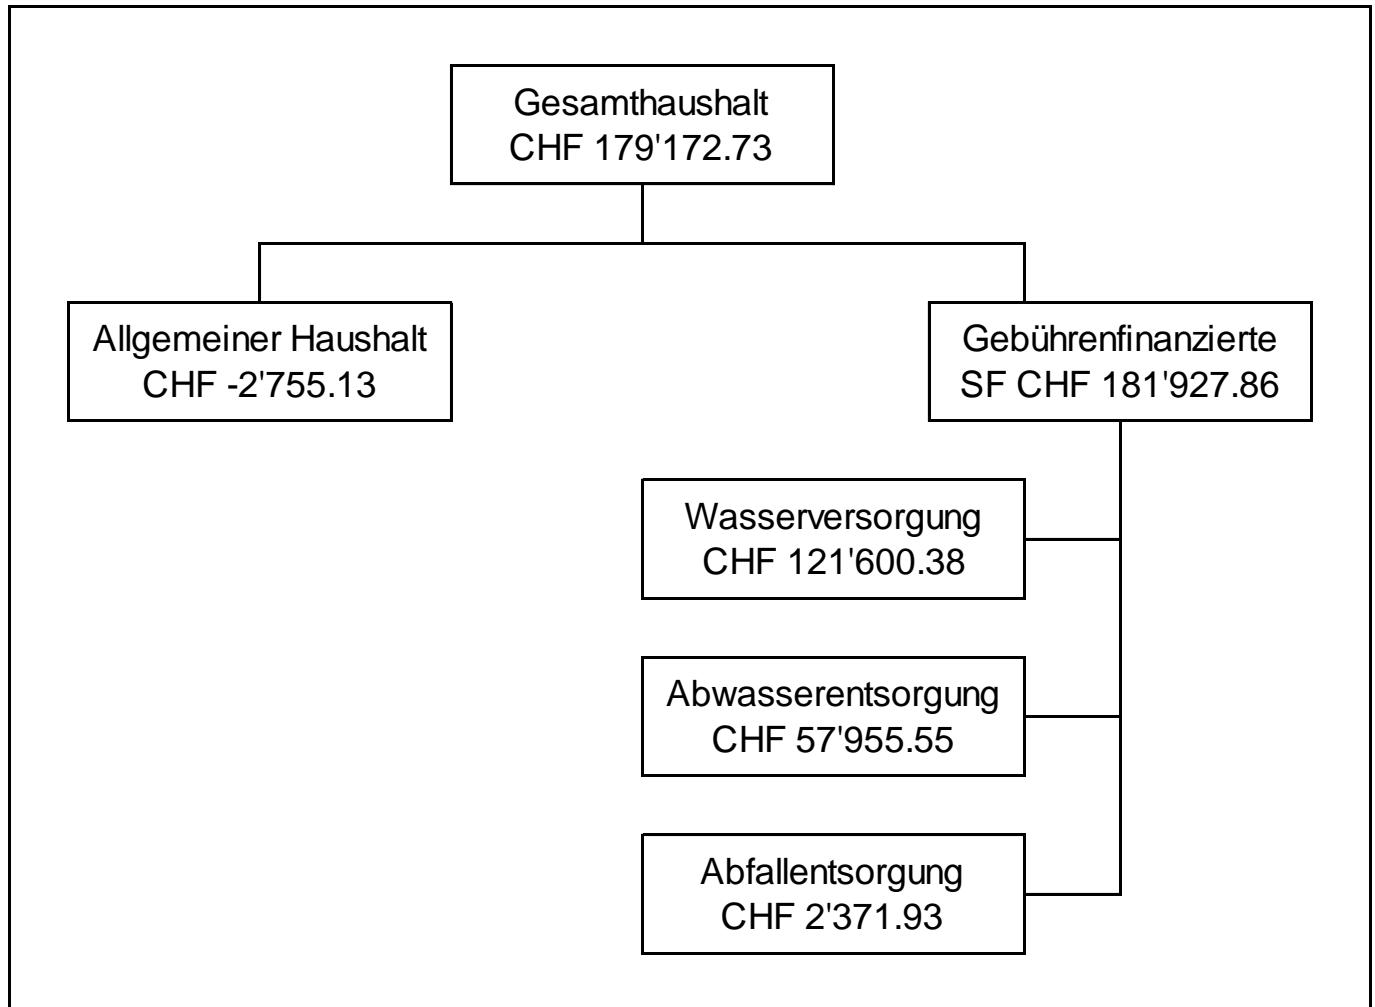 Gesamthaushalt
CHF 179'172.73
Allgemeiner Haushalt
CHF -2'755.13
Gebührenfinanzierte
SF CHF 181'927.86
Wasserversorgung
CHF 121'600.38
Abwasserentsorgung
CHF 57'955.55
Abfallentsorgung
CHF 2'371.93